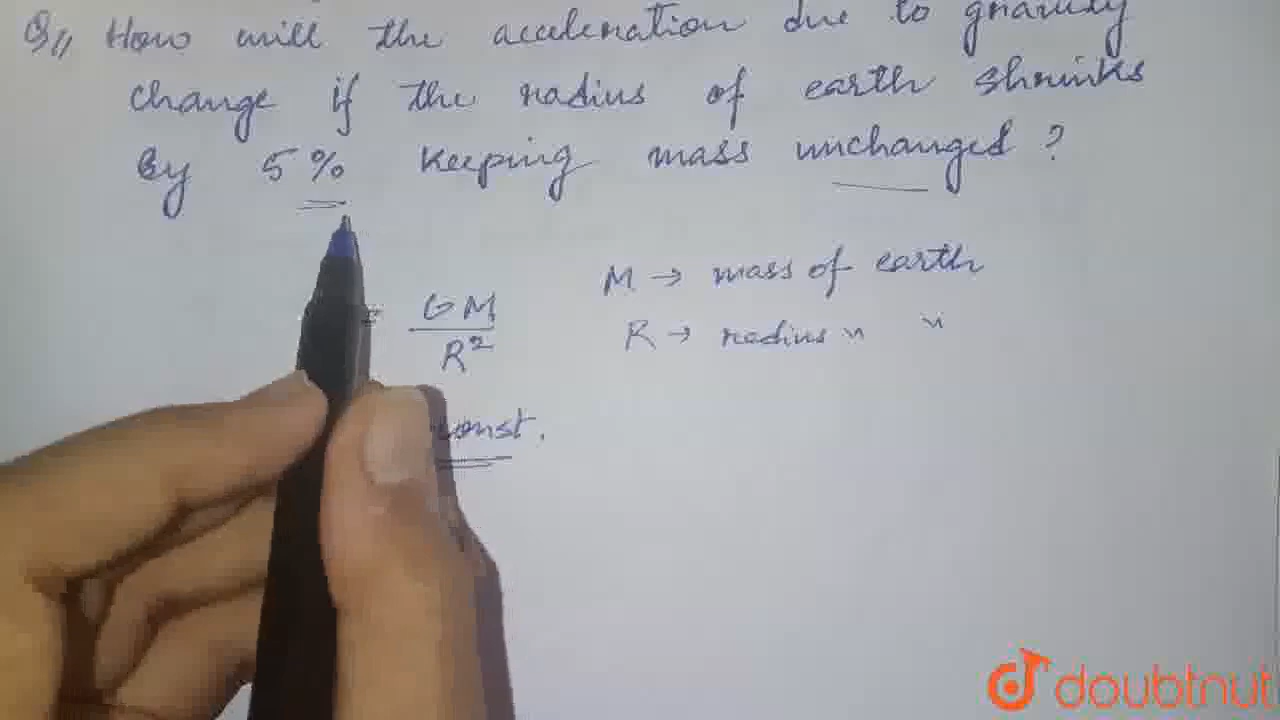 Q// How will the acceleration due to gravity
change if the radius of earth shrinks
by 5% keeping mass unchanged ?
M → mass of earth
= GM
R²
R → radius " "
const.
doubtnut